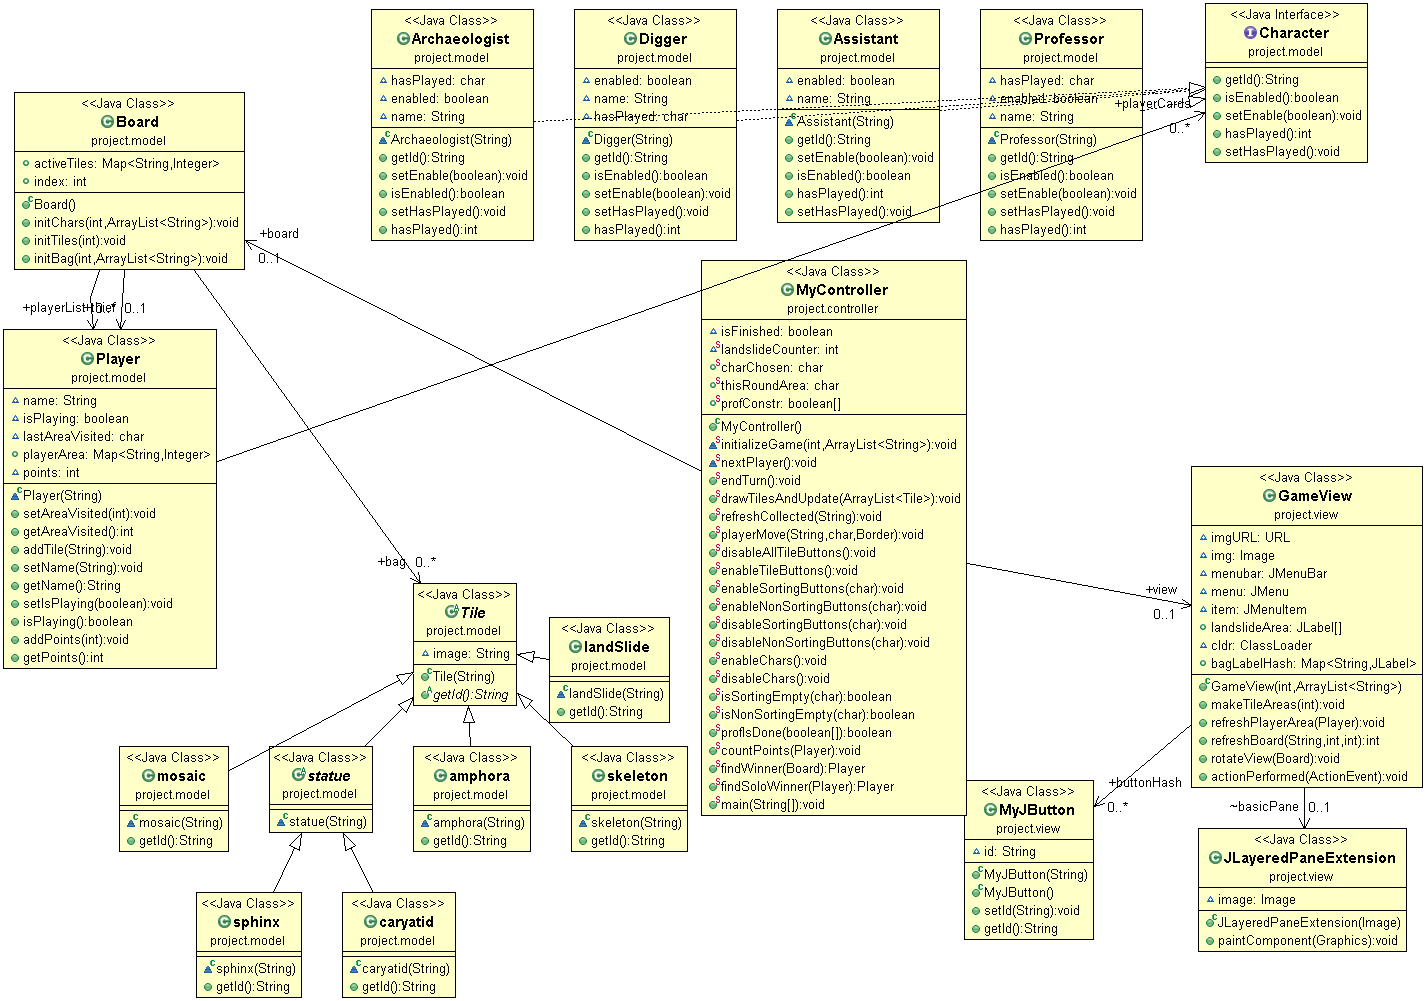 <<Java Class>>
Archaeologist
project.model
hasPlayed: char
enabled: boolean
name: String
Archaeologist(String)
getId():String
setEnable(boolean):void
isEnabled():boolean
setHasPlayed():void
hasPlayed():int
<<Java Class>>
Digger
project.model
enabled: boolean
name: String
hasPlayed: char
Digger(String)
getId():String
isEnabled():boolean
setEnable(boolean):void
setHasPlayed():void
hasPlayed():int
<<Java Class>>
Assistant
project.model
enabled: boolean
name: String
Assistant(String)
getId():String
setEnable(boolean):void
isEnabled():boolean
hasPlayed():int
setHasPlayed():void
<<Java Class>>
Professor
project.model
hasPlayed: char
enabled: boolean
name: String
Professor(String)
getId():String
isEnabled():boolean
setEnable(boolean):void
setHasPlayed():void
hasPlayed():int
<<Java Interface>>
Character
project.model
getId():String
isEnabled():boolean
setEnable(boolean):void
hasPlayed():int
setHasPlayed():void
+playerCards
0..*
<<Java Class>>
Board
project.model
activeTiles: Map<String,Integer>
index: int
Board()
initChars(int,ArrayList<String>):void
initTiles(int):void
initBag(int,ArrayList<String>):void
+board
0..1
+playerList
0..*
+thief
0..1
<<Java Class>>
Player
project.model
name: String
isPlaying: boolean
lastAreaVisited: char
playerArea: Map<String,Integer>
points: int
Player(String)
setAreaVisited(int):void
getAreaVisited():int
addTile(String):void
setName(String):void
getName():String
setIsPlaying(boolean):void
isPlaying():boolean
addPoints(int):void
getPoints():int
<<Java Class>>
MyController
project.controller
isFinished: boolean
landslideCounter: int
charChosen: char
thisRoundArea: char
profConstr: boolean[]
MyController()
initializeGame(int,ArrayList<String>):void
nextPlayer():void
endTurn():void
drawTilesAndUpdate(ArrayList<Tile>):void
refreshCollected(String):void
playerMove(String,char,Border):void
disableAllTileButtons():void
enableTileButtons():void
enableSortingButtons(char):void
enableNonSortingButtons(char):void
disableSortingButtons(char):void
disableNonSortingButtons(char):void
enableChars():void
disableChars():void
isSortingEmpty(char):boolean
isNonSortingEmpty(char):boolean
profIsDone(boolean[]):boolean
countPoints(Player):void
findWinner(Board):Player
findSoloWinner(Player):Player
main(String[]):void
+view
0..1
<<Java Class>>
GameView
project.view
imgURL: URL
img: Image
menubar: JMenuBar
menu: JMenu
item: JMenuItem
landslideArea: JLabel[]
cldr: ClassLoader
bagLabelHash: Map<String,JLabel>
GameView(int,ArrayList<String>)
makeTileAreas(int):void
refreshPlayerArea(Player):void
refreshBoard(String,int,int):int
rotateView(Board):void
actionPerformed(ActionEvent):void
+bag 0..*
<<Java Class>>
Tile
project.model
image: String
Tile(String)
getId():String
<<Java Class>>
landSlide
project.model
landSlide(String)
getId():String
<<Java Class>>
mosaic
project.model
mosaic(String)
getId():String
<<Java Class>>
statue
project.model
statue(String)
<<Java Class>>
amphora
project.model
amphora(String)
getId():String
<<Java Class>>
skeleton
project.model
skeleton(String)
getId():String
+buttonHash
0..*
<<Java Class>>
MyJButton
project.view
id: String
MyJButton(String)
MyJButton()
setId(String):void
getId():String
~basicPane 0..1
<<Java Class>>
JLayeredPaneExtension
project.view
image: Image
JLayeredPaneExtension(Image)
paintComponent(Graphics):void
<<Java Class>>
sphinx
project.model
sphinx(String)
getId():String
<<Java Class>>
caryatid
project.model
caryatid(String)
getId():String